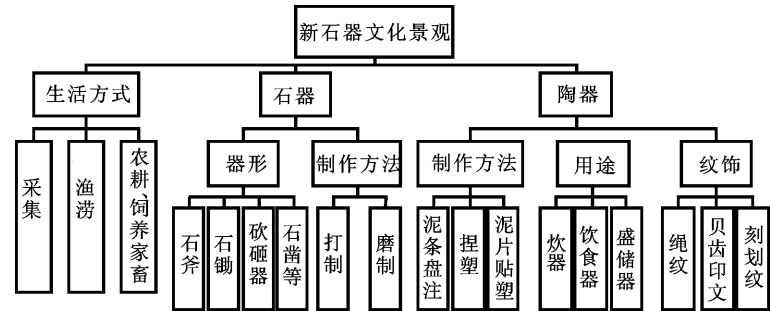 新石器文化景观
生活方式
石器
陶器
器形
制作方法
制作方法
用途
纹饰
采集
渔涝
农耕、饲养家畜
石斧
石锄
砍砸器
石凿等
打制
磨制
泥条盘注
捏塑
泥片贴塑
炊器
饮食器
盛储器
绳纹
贝齿印文
刻划纹